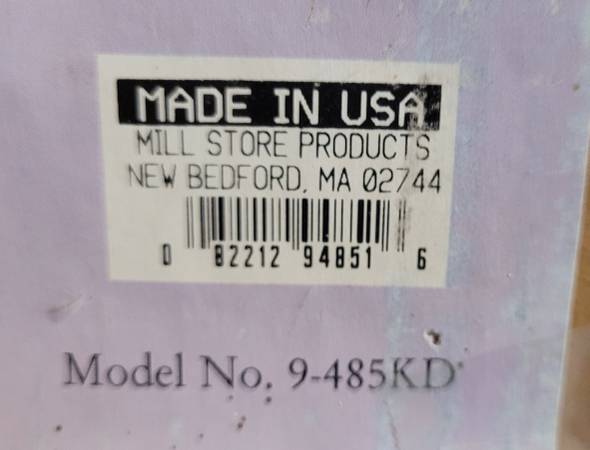 MADE IN USA
MILL STORE PRODUCTS
NEW BEDFORD, MA 02744
0 82212 94851 6
Model No. 9-485KD